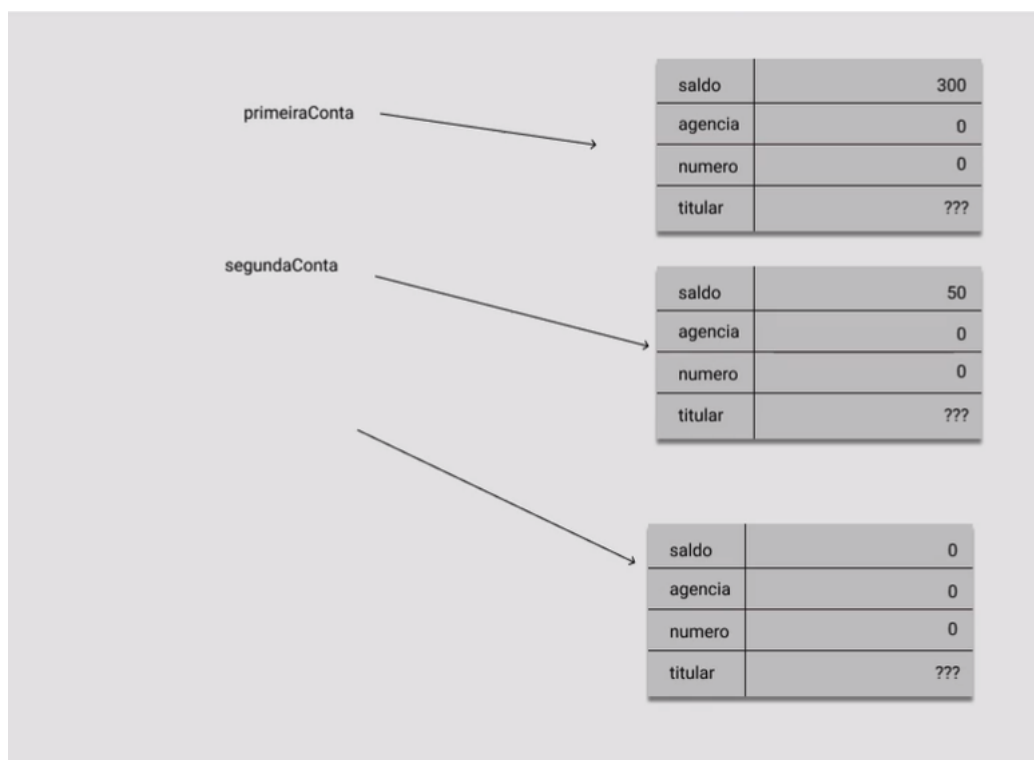 primeraConta
saldo 300
agencia 0
numero 0
titular ???
segundaConta
saldo 50
agencia 0
numero 0
titular ???
saldo 0
agencia 0
numero 0
titular ???